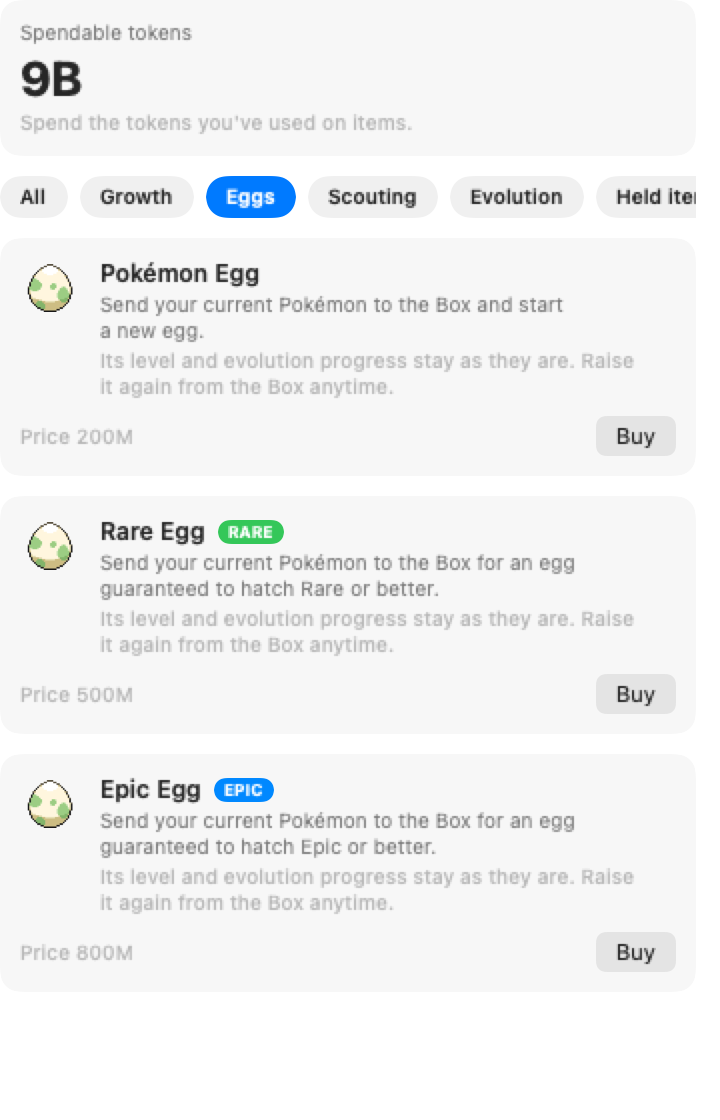 Spendable tokens
9B
Spend the tokens you've used on items.
All
Growth
Eggs
Scouting
Evolution
Held iter
Pokémon Egg
Send your current Pokémon to the Box and start
a new egg.
Its level and evolution progress stay as they are. Raise
it again from the Box anytime.
Price 200M
Buy
Rare Egg RARE
Send your current Pokémon to the Box for an egg
guaranteed to hatch Rare or better.
Its level and evolution progress stay as they are. Raise
it again from the Box anytime.
Price 500M
Buy
Epic Egg EPIC
Send your current Pokémon to the Box for an egg
guaranteed to hatch Epic or better.
Its level and evolution progress stay as they are. Raise
it again from the Box anytime.
Price 800M
Buy